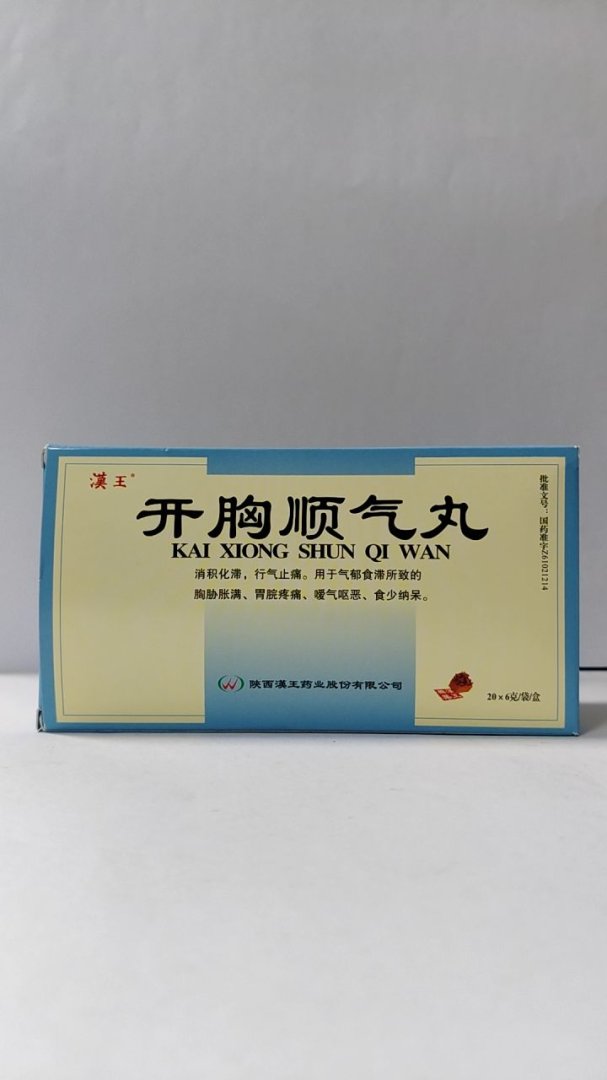 漢王®
开胸顺气丸
KAI XIONG SHUN QI WAN
消积化滞，行气止痛。用于气郁食滞所致的
胸胁胀满、胃脘疼痛、嗳气呕恶、食少纳呆。
批准文号：国药准字Z61021214
陕西漢王药业股份有限公司
20×6克/袋/盒